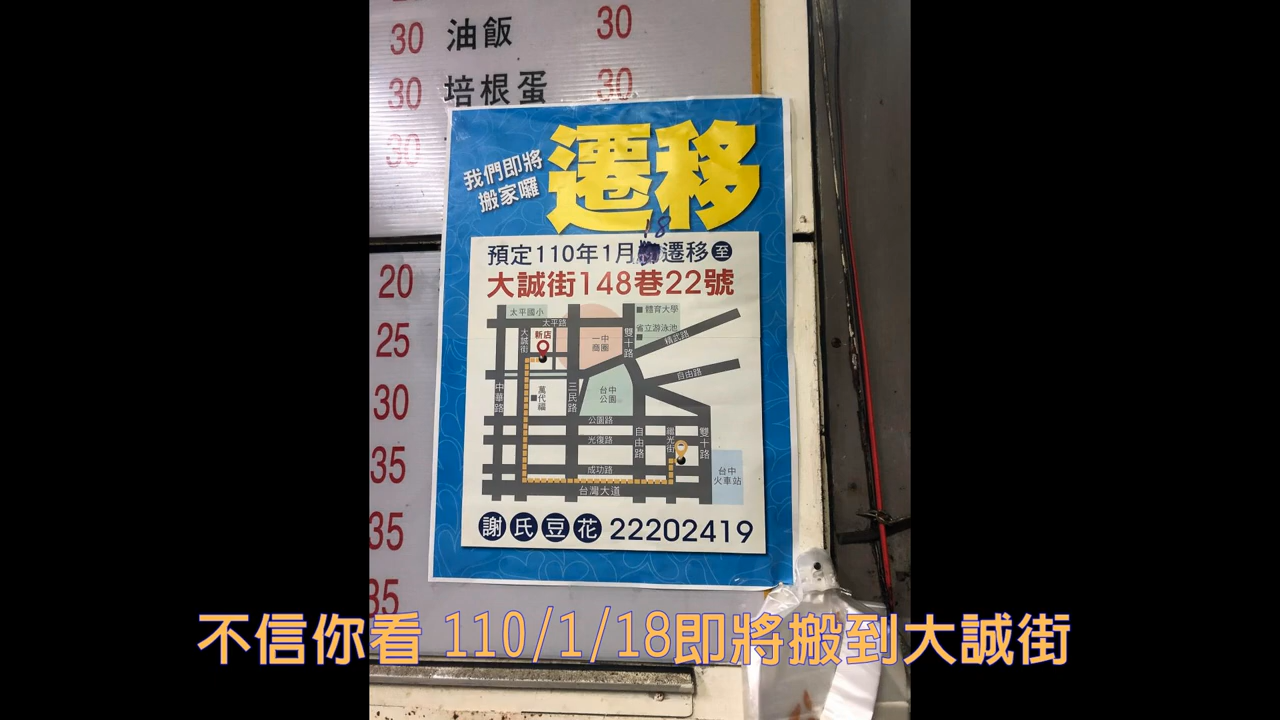 30 油飯 30
30 培根蛋 30
30
我們即將
搬家囉
遷移
18
預定110年1月遷移至
大誠街148巷22號
太平國小
體育大學
太平路
大誠街
新店
一中
商圈
雙十路
省立游泳池
精武路
自由路
中華路
萬代福
三民路
台中
公園
公園路
光復路
自由路
繼光街
雙十路
成功路
台中
火車站
台灣大道
謝氏豆花 22202419
20
25
30
35
35
35
不信你看 110/1/18即將搬到大誠街